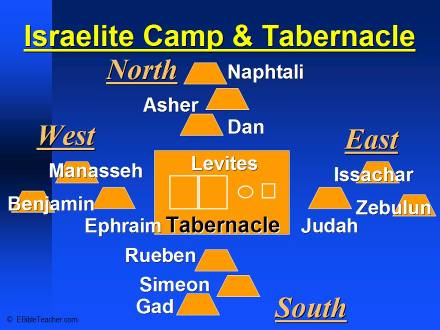 Israelite Camp & Tabernacle
North
Naphtali
Asher
Dan
West
East
Levites
Manasseh
Issachar
Benjamin
Zebulun
Ephraim
Tabernacle
Judah
Rueben
Simeon
Gad
South
© EBibleTeacher.com